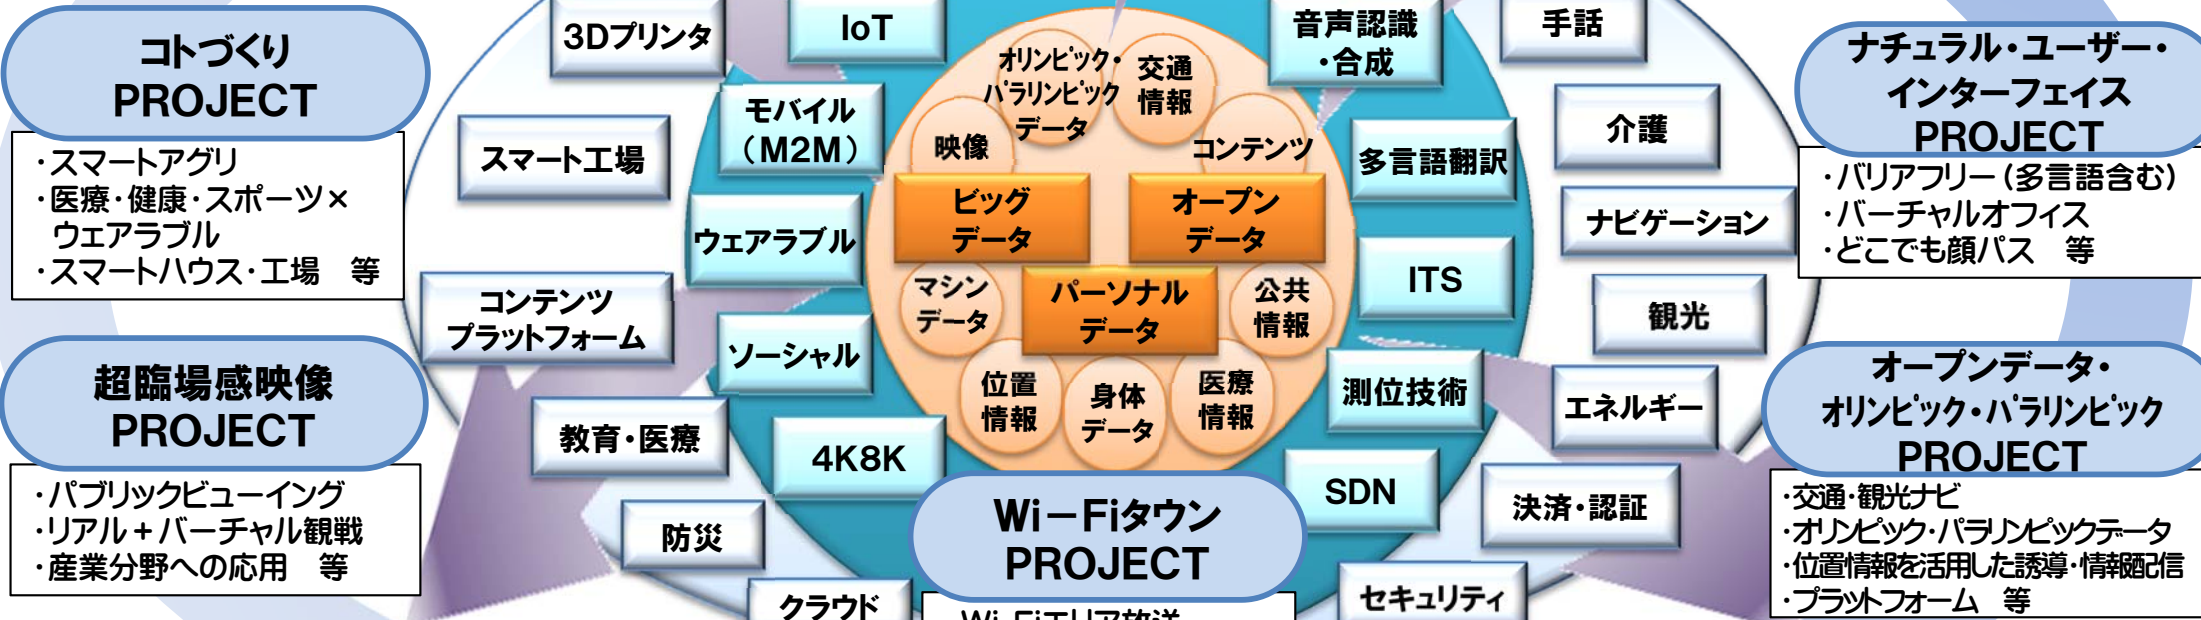 コトづくり
PROJECT
・スマートアグリ
・医療・健康・スポーツ×
ウェアラブル
・スマートハウス・工場　等
超臨場感映像
PROJECT
・パブリックビューイング
・リアル＋バーチャル観戦
・産業分野への応用　等
3Dプリンタ
スマート工場
コンテンツ
プラットフォーム
教育・医療
防災
クラウド
IoT
モバイル
（M2M）
ウェアラブル
ソーシャル
4K8K
オリンピック・
パラリンピック
データ
交通
情報
映像
コンテンツ
ビッグ
データ
オープン
データ
パーソナル
データ
マシン
データ
公共
情報
位置
情報
身体
データ
医療
情報
Wi－Fiタウン
PROJECT
Wi-Fiエリア放送
音声認識
・合成
多言語翻訳
ITS
測位技術
SDN
手話
介護
ナビゲーション
観光
エネルギー
決済・認証
セキュリティ
ナチュラル・ユーザー・
インターフェイス
PROJECT
・バリアフリー（多言語含む）
・バーチャルオフィス
・どこでも顔パス　等
オープンデータ・
オリンピック・パラリンピック
PROJECT
・交通・観光ナビ
・オリンピック・パラリンピックデータ
・位置情報を活用した誘導・情報配信
・プラットフォーム　等